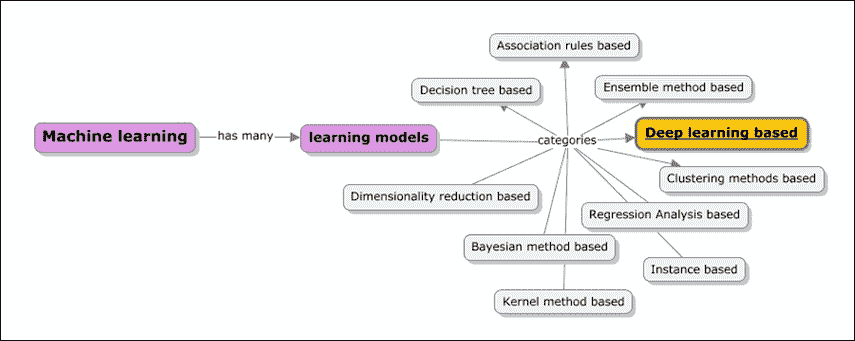 Association rules based
Decision tree based
Ensemble method based
Machine learning
has many
learning models
categories
Deep learning based
Clustering methods based
Dimensionality reduction based
Regression Analysis based
Bayesian method based
Instance based
Kernel method based